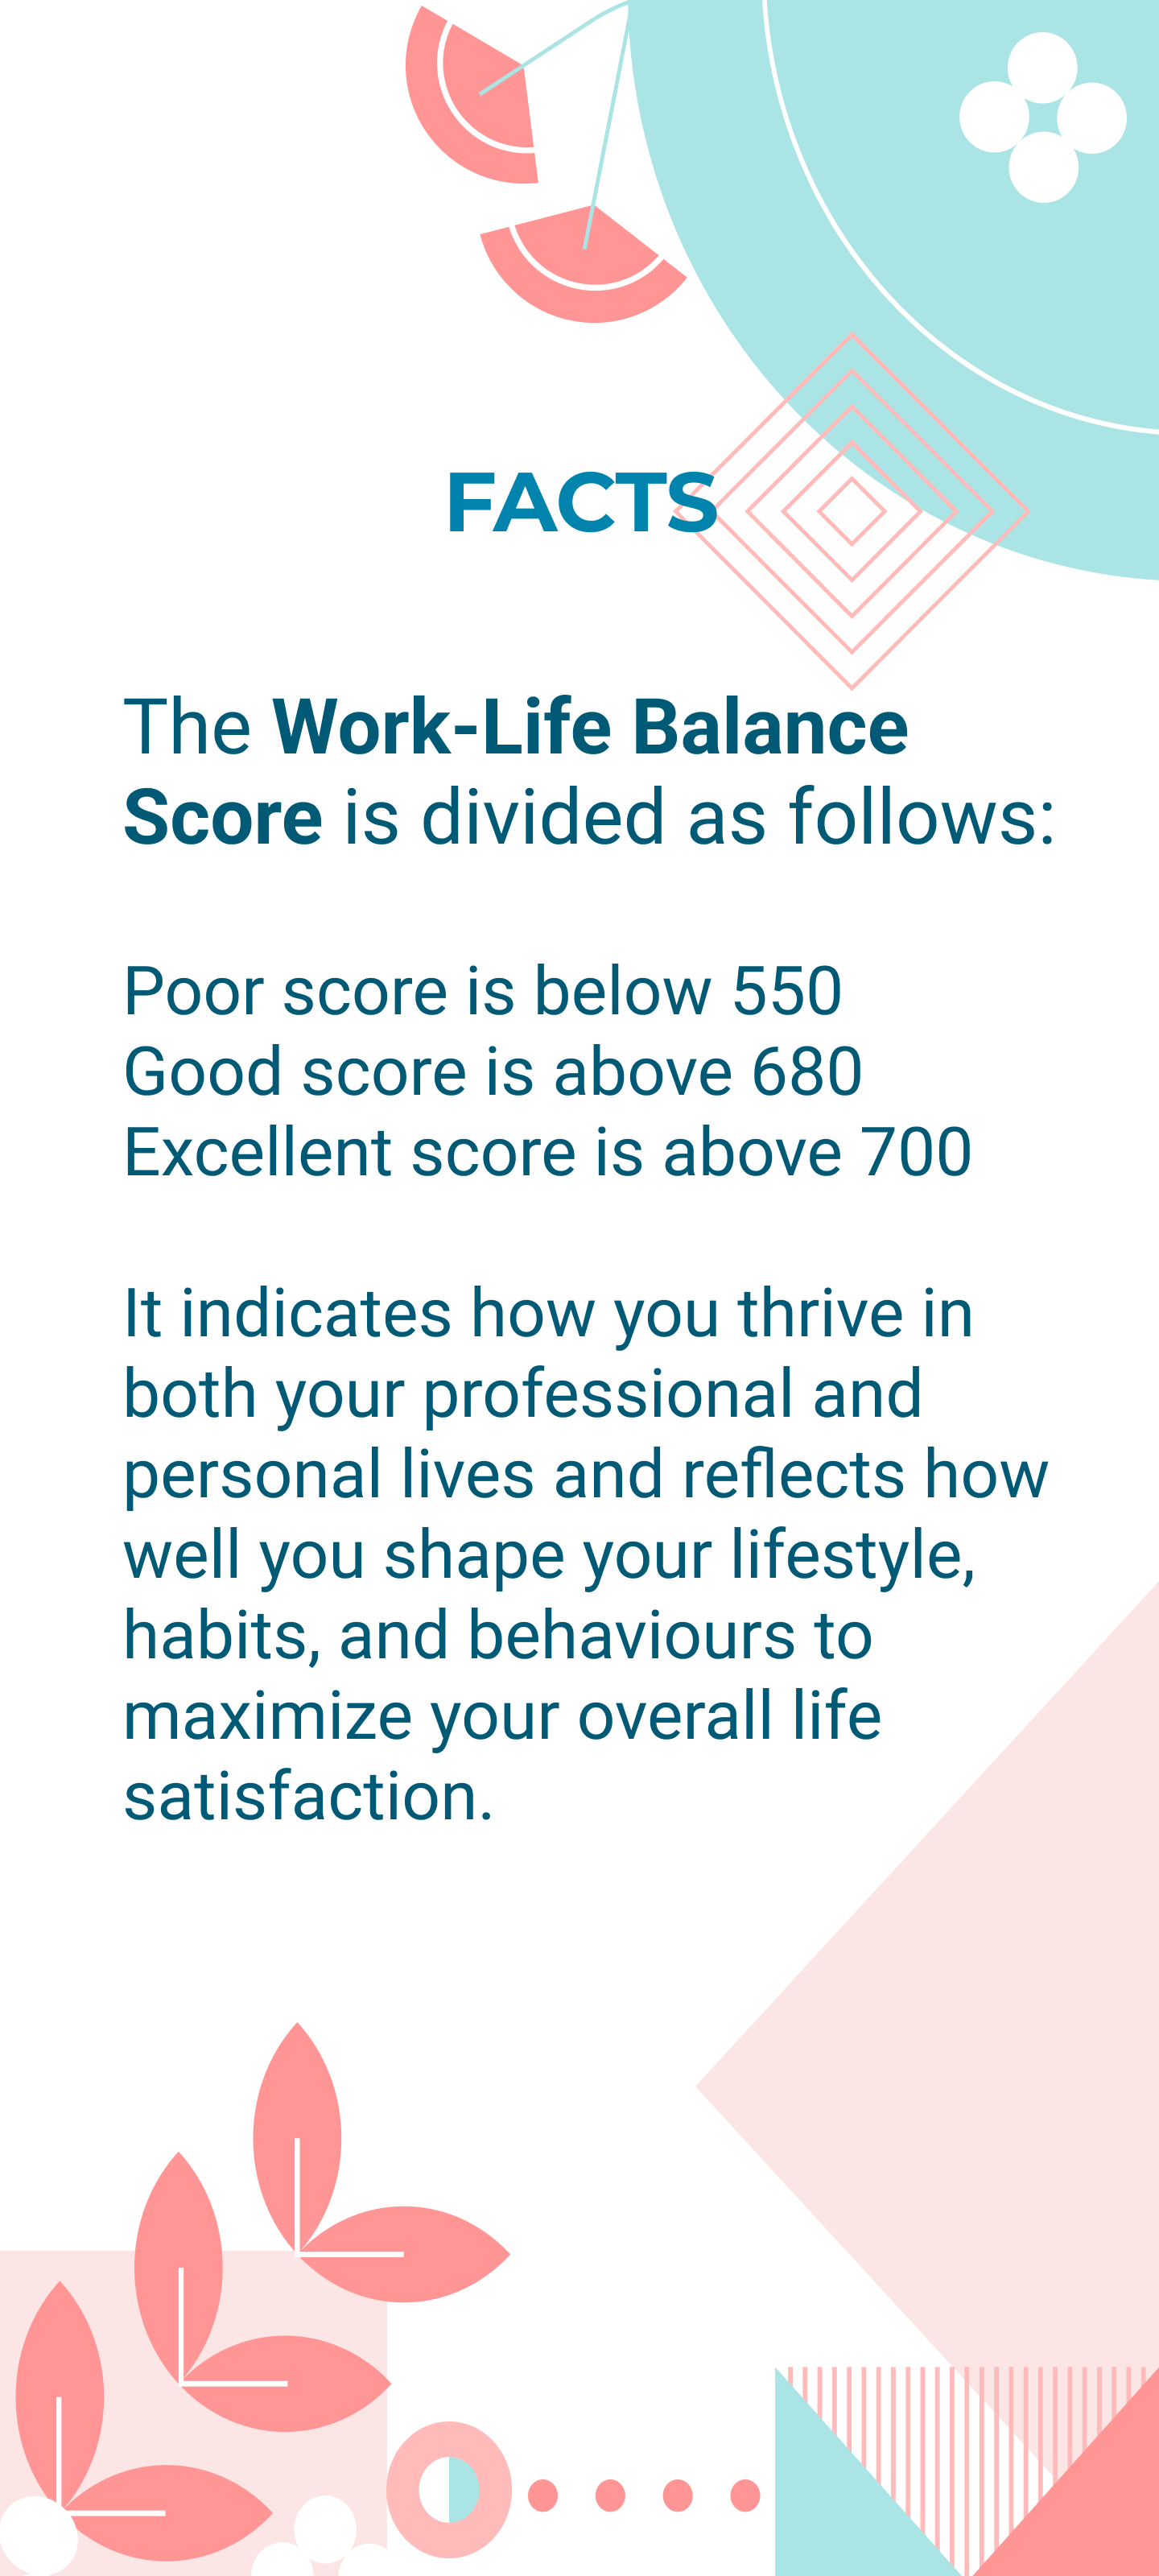 FACTS
The Work-Life Balance
Score is divided as follows:
Poor score is below 550
Good score is above 680
Excellent score is above 700
It indicates how you thrive in
both your professional and
personal lives and reflects how
well you shape your lifestyle,
habits, and behaviours to
maximize your overall life
satisfaction.